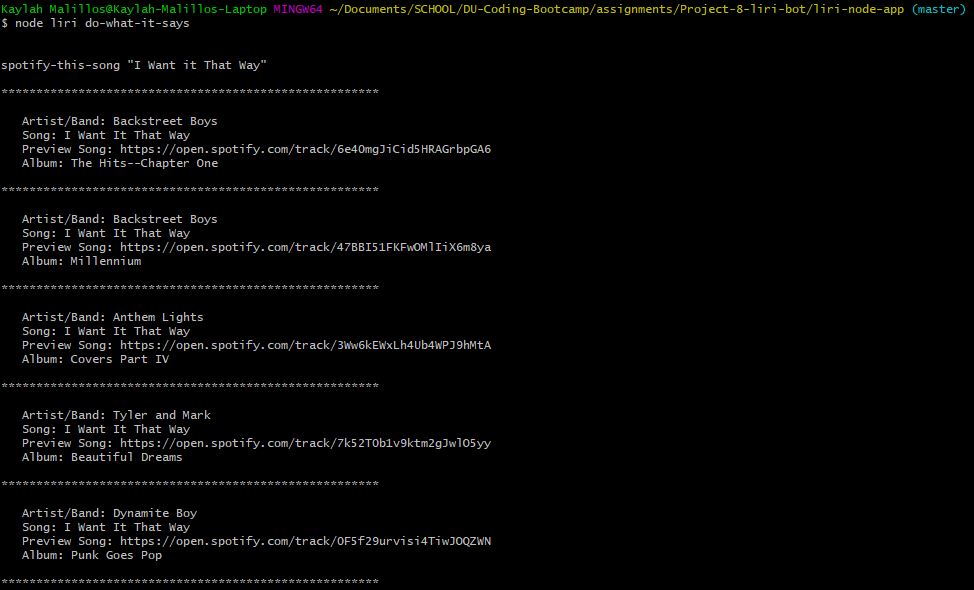 Kaylah Malillos@Kaylah-Malillos-Laptop MINGW64 ~/Documents/SCHOOL/DU-Coding-Bootcamp/assignments/Project-8-liri-bot/liri-node-app (master)
$ node liri do-what-it-says
spotify-this-song "I Want it That Way"
******************************************************
Artist/Band: Backstreet Boys
Song: I Want It That Way
Preview Song: https://open.spotify.com/track/6e40mgJiCid5HRAGrbpGA6
Album: The Hits--Chapter One
******************************************************
Artist/Band: Backstreet Boys
Song: I Want It That Way
Preview Song: https://open.spotify.com/track/47BBI51FKFwOMlIiX6m8ya
Album: Millennium
******************************************************
Artist/Band: Anthem Lights
Song: I Want It That Way
Preview Song: https://open.spotify.com/track/3Ww6kEWxLh4Ub4WPJ9hMtA
Album: Covers Part IV
******************************************************
Artist/Band: Tyler and Mark
Song: I Want It That Way
Preview Song: https://open.spotify.com/track/7k52TOb1v9ktm2gJwlO5yy
Album: Beautiful Dreams
******************************************************
Artist/Band: Dynamite Boy
Song: I Want It That Way
Preview Song: https://open.spotify.com/track/0F5f29urvisi4TiwJOQZWN
Album: Punk Goes Pop
******************************************************